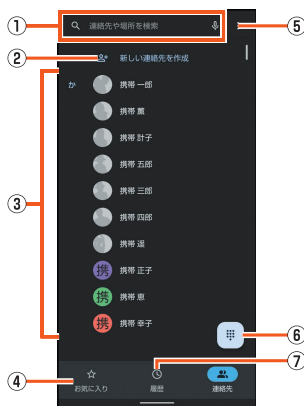 ①
連絡先や場所を検索
⑤
②
新しい連絡先を作成
か
携帯 一郎
携帯 薫
携帯 計子
携帯 五郎
③
携帯 三郎
携帯 四郎
携帯 遥
携 携帯 正子
携 携帯 恵
携 携帯 幸子
⑥
⑦
④
お気に入り
履歴
連絡先